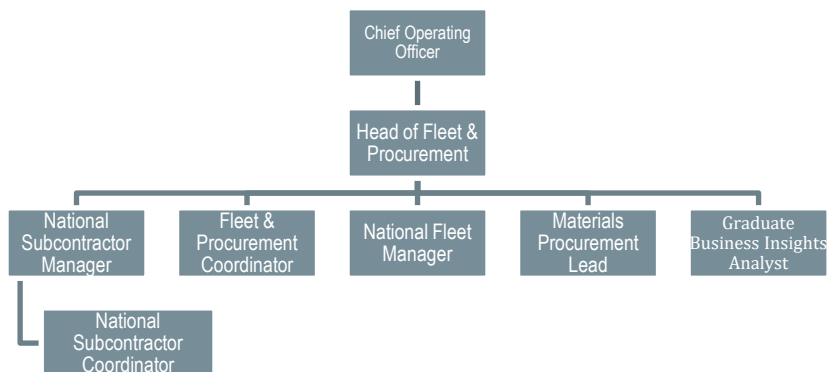 Chief Operating
Officer
Head of Fleet &
Procurement
National
Subcontractor
Manager
Fleet &
Procurement
Coordinator
National Fleet
Manager
Materials
Procurement
Lead
Graduate
Business Insights
Analyst
National
Subcontractor
Coordinator